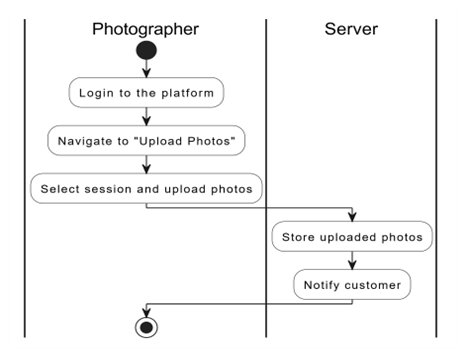 Photographer
Server
Login to the platform
Navigate to "Upload Photos"
Select session and upload photos
Store uploaded photos
Notify customer